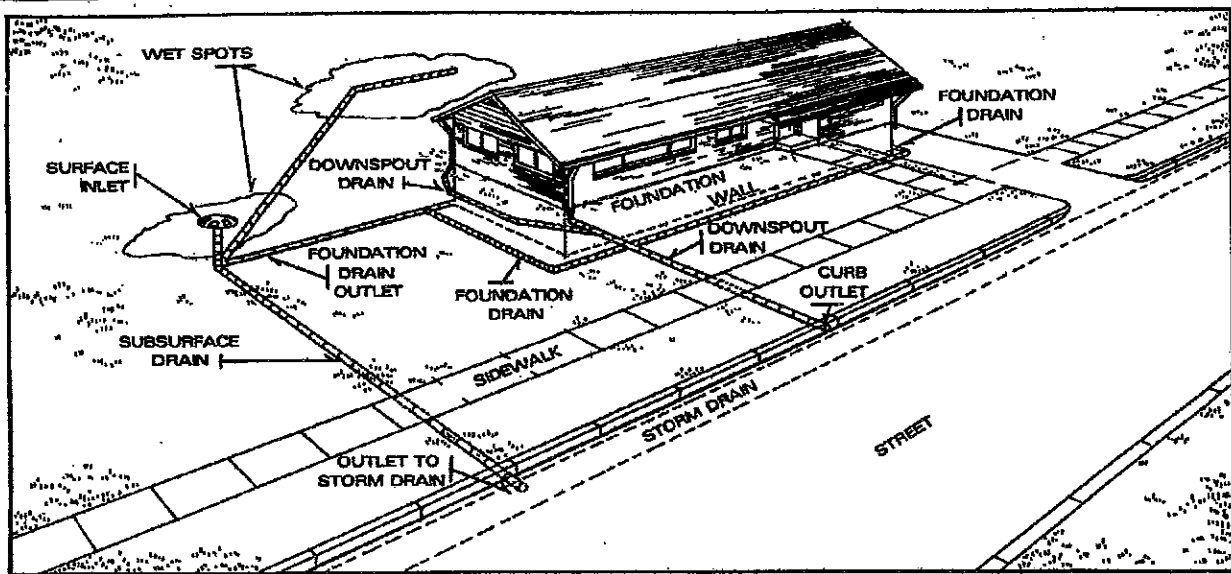 WET SPOTS
FOUNDATION
DRAIN
SURFACE
INLET
DOWNSPOUT
DRAIN
FOUNDATION
WALL
DOWNSPOUT
DRAIN
FOUNDATION
DRAIN
OUTLET
FOUNDATION
DRAIN
CURB
OUTLET
SUBSURFACE
DRAIN
SIDEWALK
STORM DRAIN
STREET
OUTLET TO
STORM DRAIN